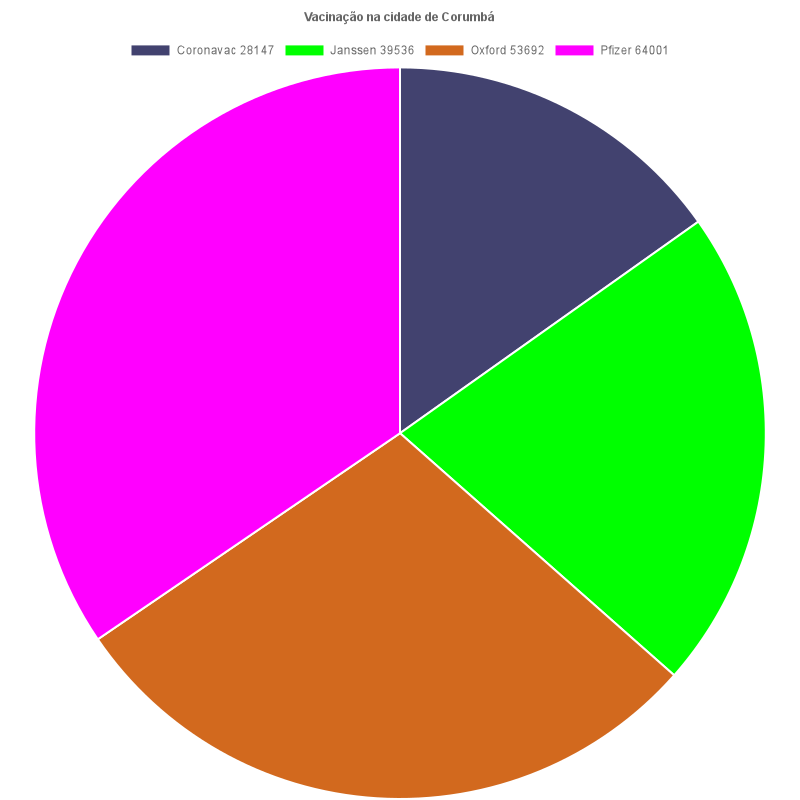 Vacinação na cidade de Corumbá
Coronavac 28147 Janssen 39536 Oxford 53692 Pfizer 64001